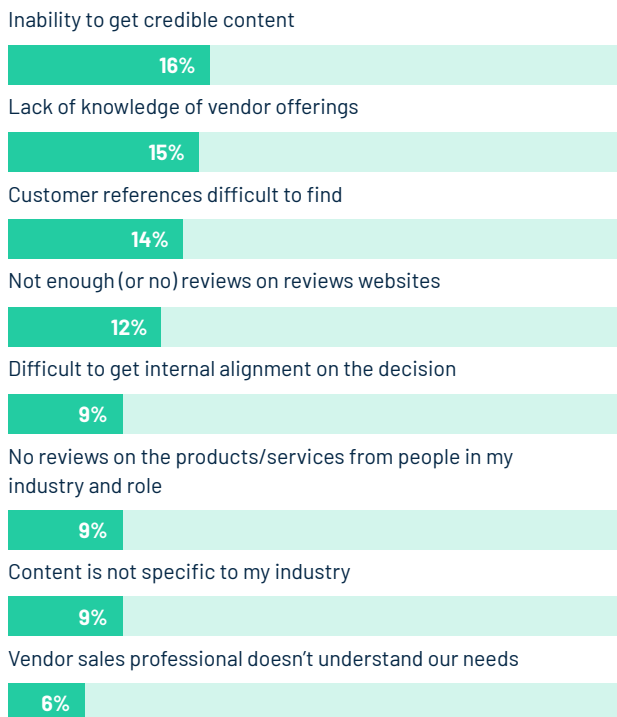 Inability to get credible content
16%
Lack of knowledge of vendor offerings
15%
Customer references difficult to find
14%
Not enough (or no) reviews on reviews websites
12%
Difficult to get internal alignment on the decision
9%
No reviews on the products/services from people in my
industry and role
9%
Content is not specific to my industry
9%
Vendor sales professional doesn’t understand our needs
6%